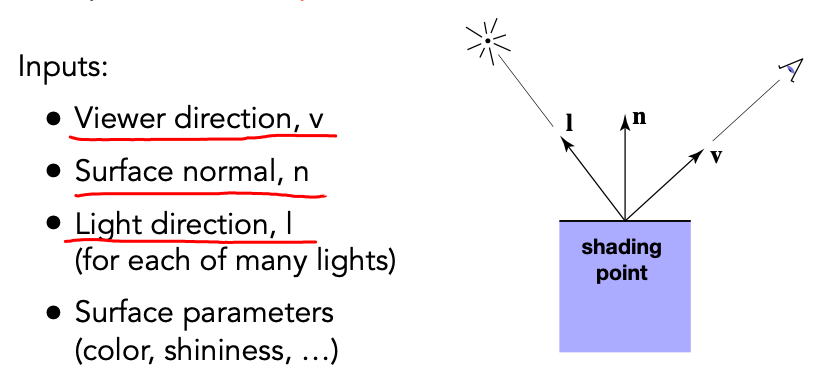 Inputs:
● Viewer direction, v
● Surface normal, n
● Light direction, l
(for each of many lights)
● Surface parameters
(color, shininess, …)
l
n
v
shading
point